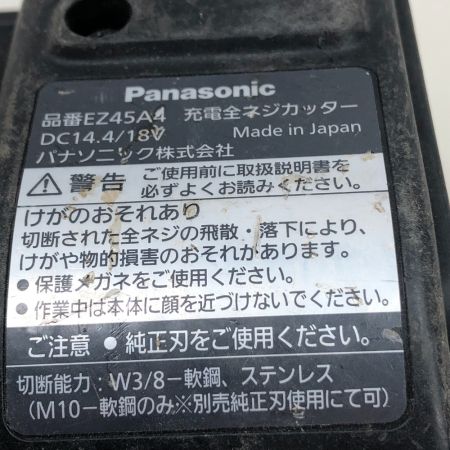 Panasonic
品番EZ45A4 充電全ネジカッター
DC14.4/18V Made in Japan
パナソニック株式会社
警告 ご使用前に取扱説明書を
必ずよくお読みください。
けがのおそれあり
切断された全ネジの飛散・落下により、
けがや物的損害のおそれがあります。
●保護メガネをご使用ください。
●作業中は本体に顔を近づけないでください。
ご注意 ●純正刃をご使用ください。
切断能力:W3/8-軟鋼、ステンレス
(M10-軟鋼のみ※別売純正刃使用にて可)